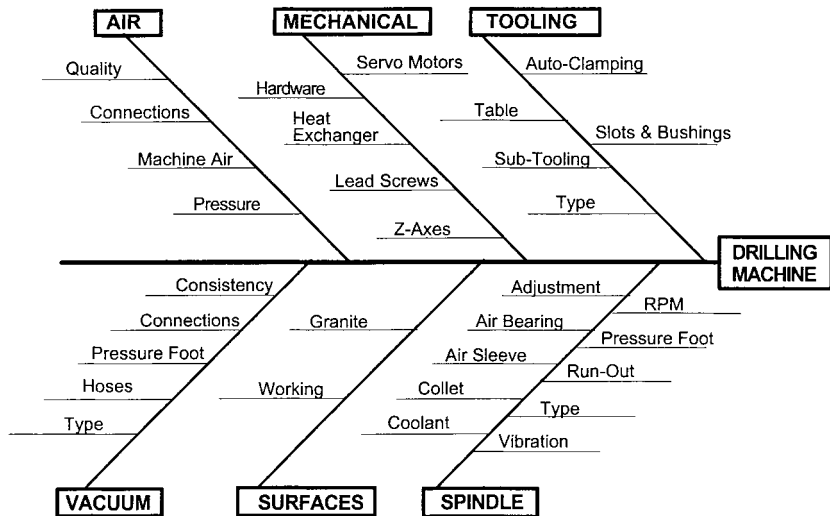 AIR
MECHANICAL
TOOLING
Quality
Connections
Machine Air
Pressure
Servo Motors
Hardware
Heat
Exchanger
Lead Screws
Z-Axes
Auto-Clamping
Table
Slots & Bushings
Sub-Tooling
Type
DRILLING
MACHINE
Consistency
Connections
Pressure Foot
Hoses
Type
Granite
Working
Adjustment
RPM
Air Bearing
Pressure Foot
Air Sleeve
Run-Out
Collet
Type
Coolant
Vibration
VACUUM
SURFACES
SPINDLE